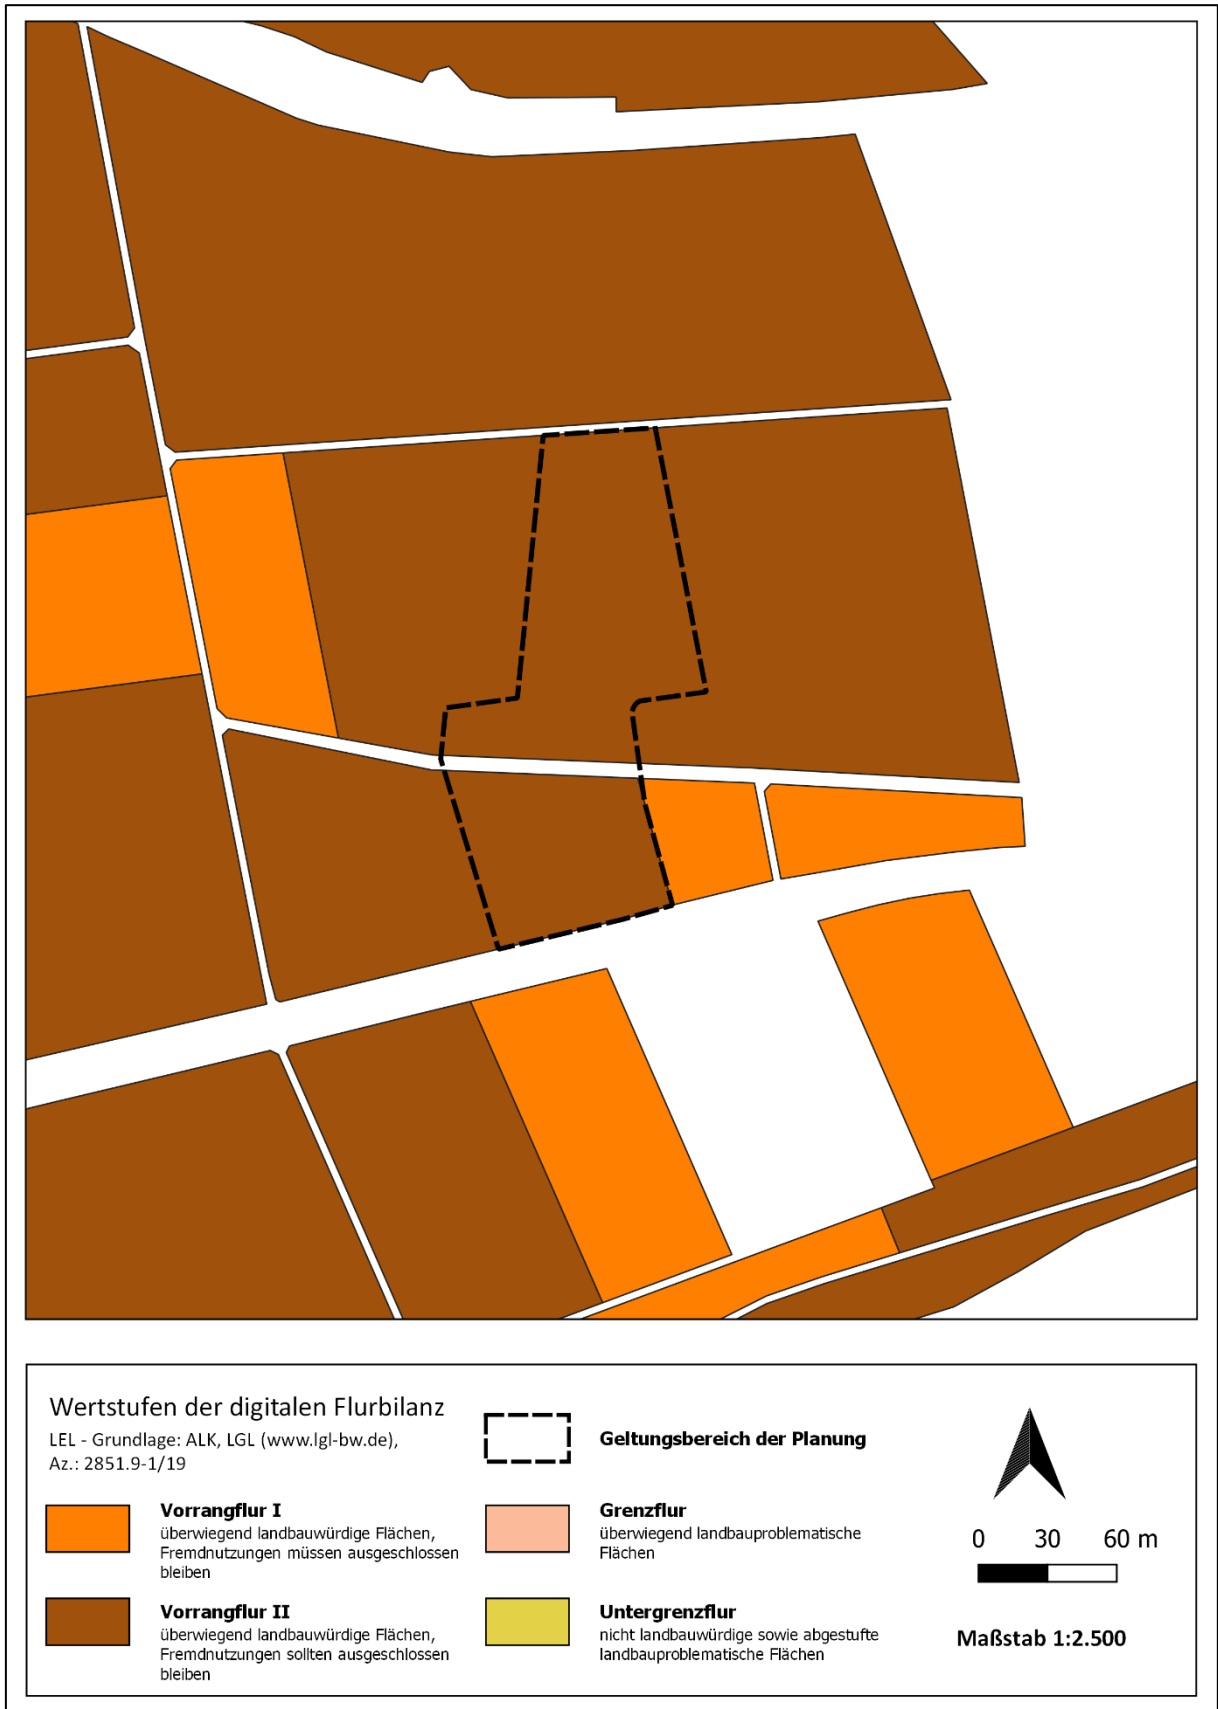 Wertstufen der digitalen Flurbilanz
LEL - Grundlage: ALK, LGL (www.lgl-bw.de),
Az.: 2851.9-1/19
Geltungsbereich der Planung
Vorrangflur I
überwiegend landbauwürdige Flächen,
Fremdnutzungen müssen ausgeschlossen
bleiben
Grenzflur
überwiegend landbauproblematische
Flächen
Vorrangflur II
überwiegend landbauwürdige Flächen,
Fremdnutzungen sollten ausgeschlossen
bleiben
Untergrenzflur
nicht landbauwürdige sowie abgestufte
landbauproblematische Flächen
0 30 60 m
Maßstab 1:2.500